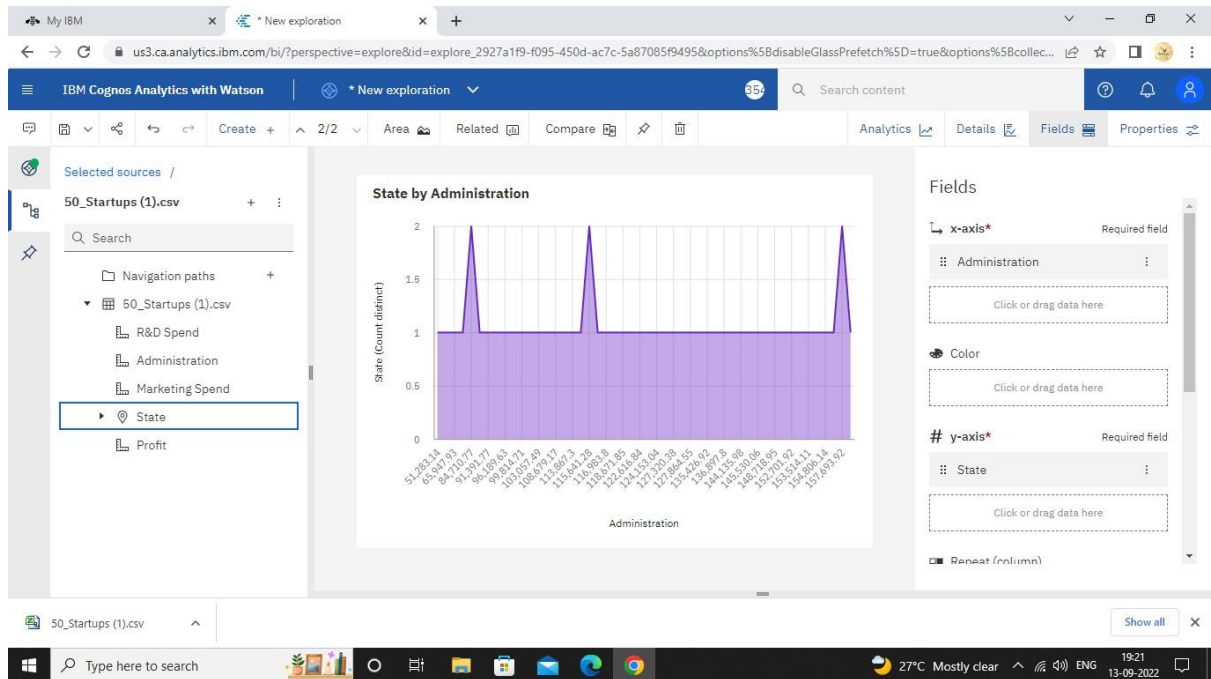 My IBM
* New exploration
us3.ca.analytics.ibm.com/bi/?perspective=explore&id=explore_2927a1f9-f095-450d-ac7c-5a87085f9495&options%5BdisableGlassPrefetch%5D=true&options%5Bcollec...
IBM Cognos Analytics with Watson
* New exploration
354
Search content
Create +
2/2
Area
Related
Compare
Analytics
Details
Fields
Properties
Selected sources /
50_Startups (1).csv
Search
Navigation paths
50_Startups (1).csv
R&D Spend
Administration
Marketing Spend
State
Profit
State by Administration
State (Count distinct)
2
1.5
1
0.5
0
51,283.14 65,947.93 84,710.77 91,391.77 96,189.63 99,814.71 103,057.49 108,679.17 113,867.3 115,641.28 116,983.8 118,671.85 122,616.84 124,153.04 127,320.38 127,864.55 135,426.92 136,897.8 144,135.98 145,530.06 148,718.95 152,701.92 153,514.11 154,806.14 157,693.92
Administration
Fields
x-axis* Required field
Administration
Click or drag data here
Color
Click or drag data here
# y-axis* Required field
State
Click or drag data here
Repeat (column)
50_Startups (1).csv
Show all
Type here to search
27°C Mostly clear
ENG
19:21
13-09-2022